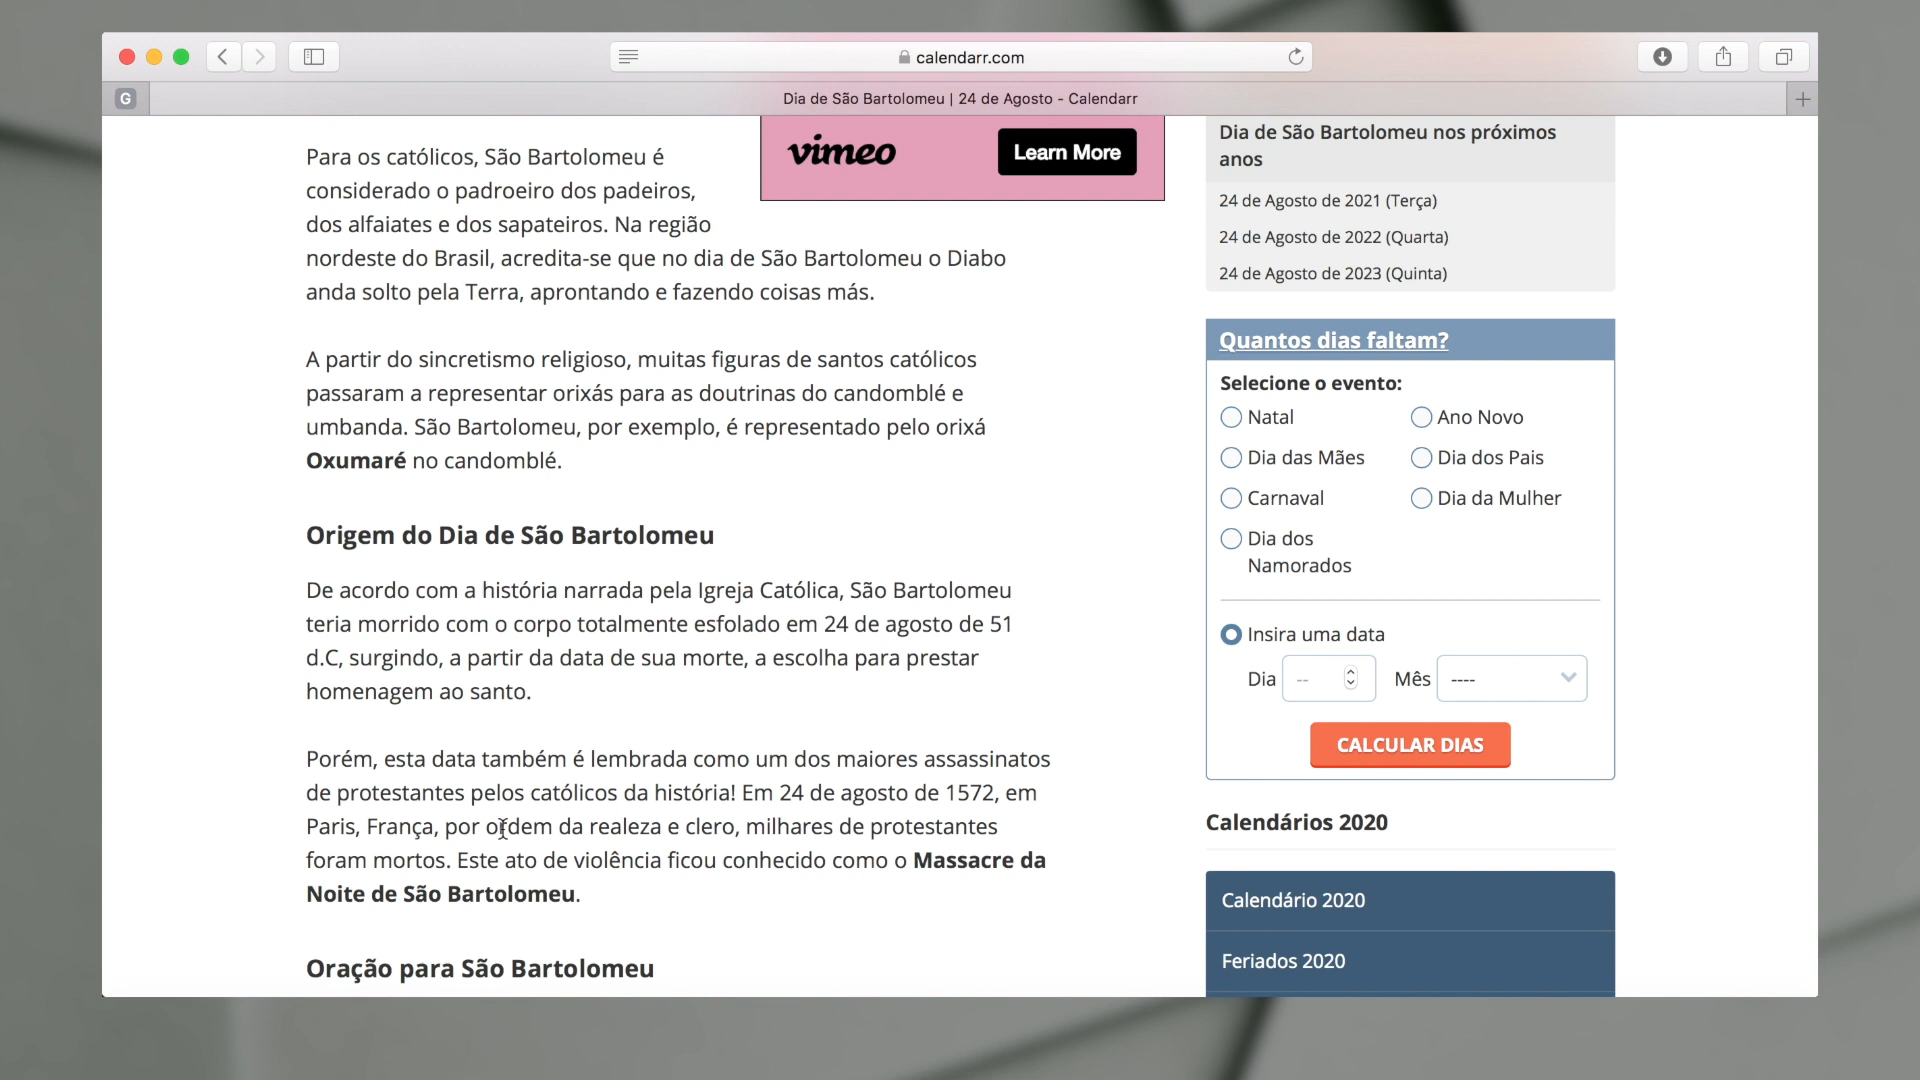 calendarr.com
G
Dia de São Bartolomeu | 24 de Agosto - Calendarr
vimeo
Learn More
Para os católicos, São Bartolomeu é
considerado o padroeiro dos padeiros,
dos alfaiates e dos sapateiros. Na região
nordeste do Brasil, acredita-se que no dia de São Bartolomeu o Diabo
anda solto pela Terra, aprontando e fazendo coisas más.
A partir do sincretismo religioso, muitas figuras de santos católicos
passaram a representar orixás para as doutrinas do candomblé e
umbanda. São Bartolomeu, por exemplo, é representado pelo orixá
Oxumaré no candomblé.
Origem do Dia de São Bartolomeu
De acordo com a história narrada pela Igreja Católica, São Bartolomeu
teria morrido com o corpo totalmente esfolado em 24 de agosto de 51
d.C, surgindo, a partir da data de sua morte, a escolha para prestar
homenagem ao santo.
Porém, esta data também é lembrada como um dos maiores assassinatos
de protestantes pelos católicos da história! Em 24 de agosto de 1572, em
Paris, França, por ordem da realeza e clero, milhares de protestantes
foram mortos. Este ato de violência ficou conhecido como o Massacre da
Noite de São Bartolomeu.
Oração para São Bartolomeu
Dia de São Bartolomeu nos próximos
anos
24 de Agosto de 2021 (Terça)
24 de Agosto de 2022 (Quarta)
24 de Agosto de 2023 (Quinta)
Quantos dias faltam?
Selecione o evento:
Natal Ano Novo
Dia das Mães Dia dos Pais
Carnaval Dia da Mulher
Dia dos
Namorados
Insira uma data
Dia -- Mês ----
CALCULAR DIAS
Calendários 2020
Calendário 2020
Feriados 2020